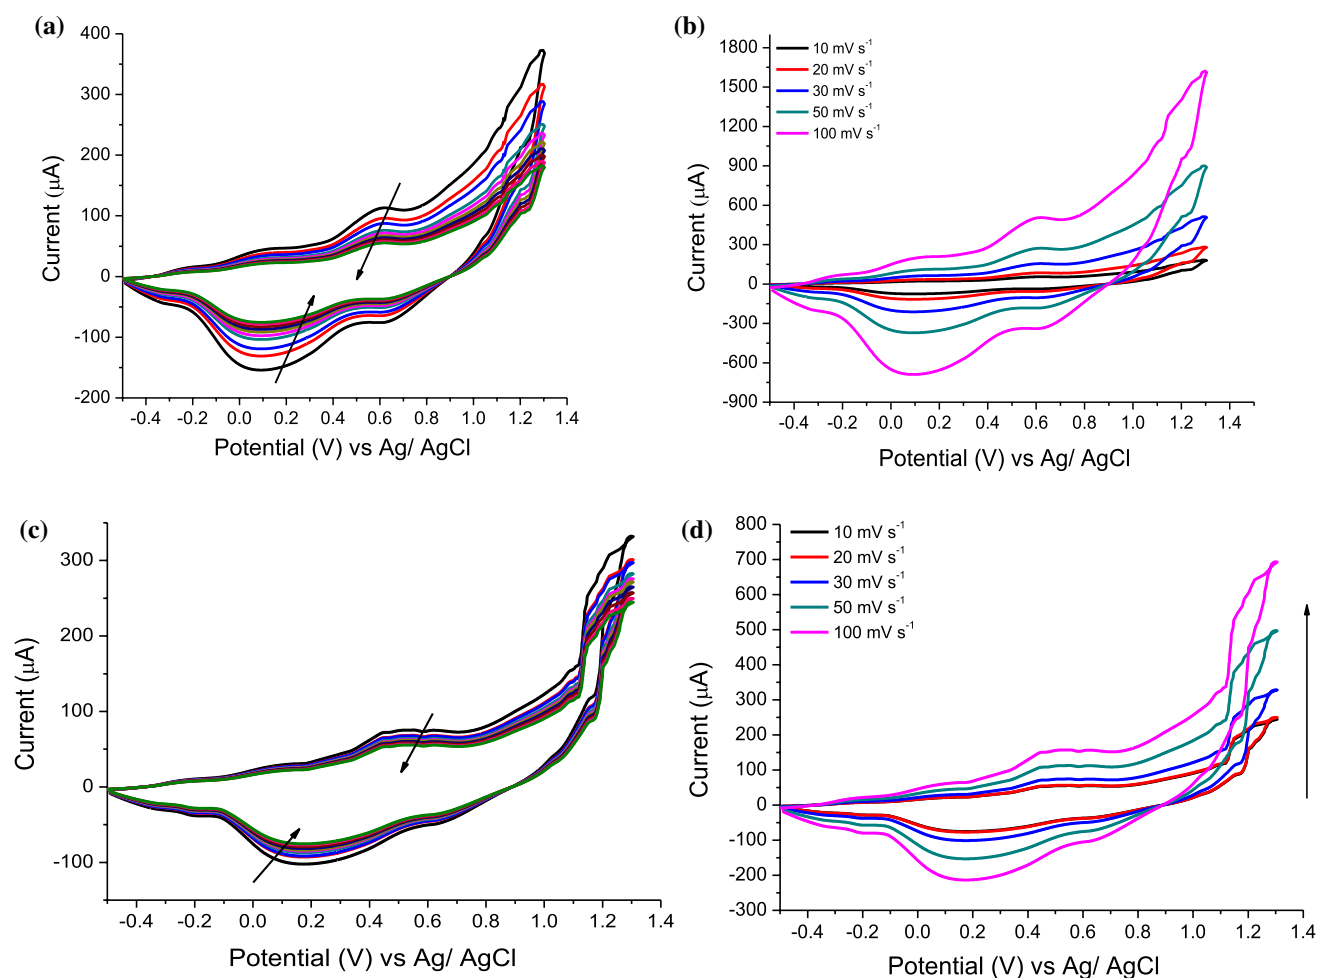 (a)
400
300
200
100
0
-100
-200
Current (μA)
-0.4 -0.2 0.0 0.2 0.4 0.6 0.8 1.0 1.2 1.4
Potential (V) vs Ag/ AgCl
(b)
1800
1500
1200
900
600
300
0
-300
-600
-900
Current (μA)
10 mV s-1
20 mV s-1
30 mV s-1
50 mV s-1
100 mV s-1
-0.4 -0.2 0.0 0.2 0.4 0.6 0.8 1.0 1.2 1.4
Potential (V) vs Ag/ AgCl
(c)
300
200
100
0
-100
Current (μA)
-0.4 -0.2 0.0 0.2 0.4 0.6 0.8 1.0 1.2 1.4
Potential (V) vs Ag/ AgCl
(d)
800
700
600
500
400
300
200
100
0
-100
-200
-300
Current (μA)
10 mV s-1
20 mV s-1
30 mV s-1
50 mV s-1
100 mV s-1
-0.4 -0.2 0.0 0.2 0.4 0.6 0.8 1.0 1.2 1.4
Potential (V) vs Ag/ AgCl